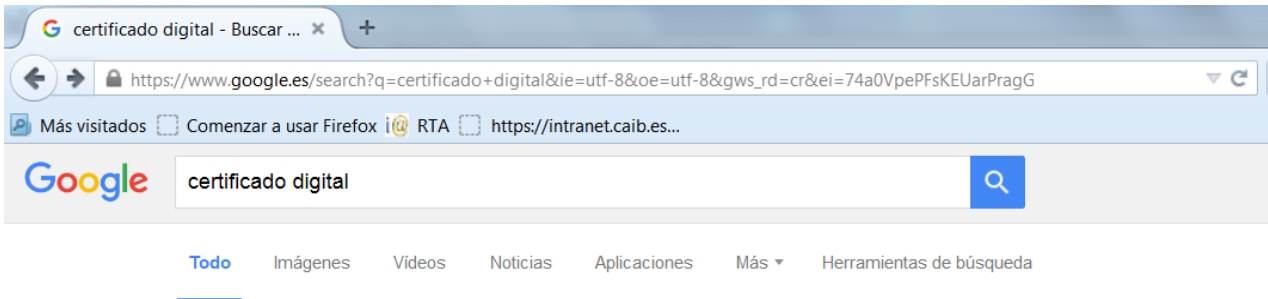 certificado digital - Buscar ...
https://www.google.es/search?q=certificado+digital&ie=utf-8&oe=utf-8&gws_rd=cr&ei=74a0VpePFsKEUarPragG
Más visitados Comenzar a usar Firefox i@ RTA https://intranet.caib.es...
Google certificado digital
Todo Imágenes Vídeos Noticias Aplicaciones Más Herramientas de búsqueda